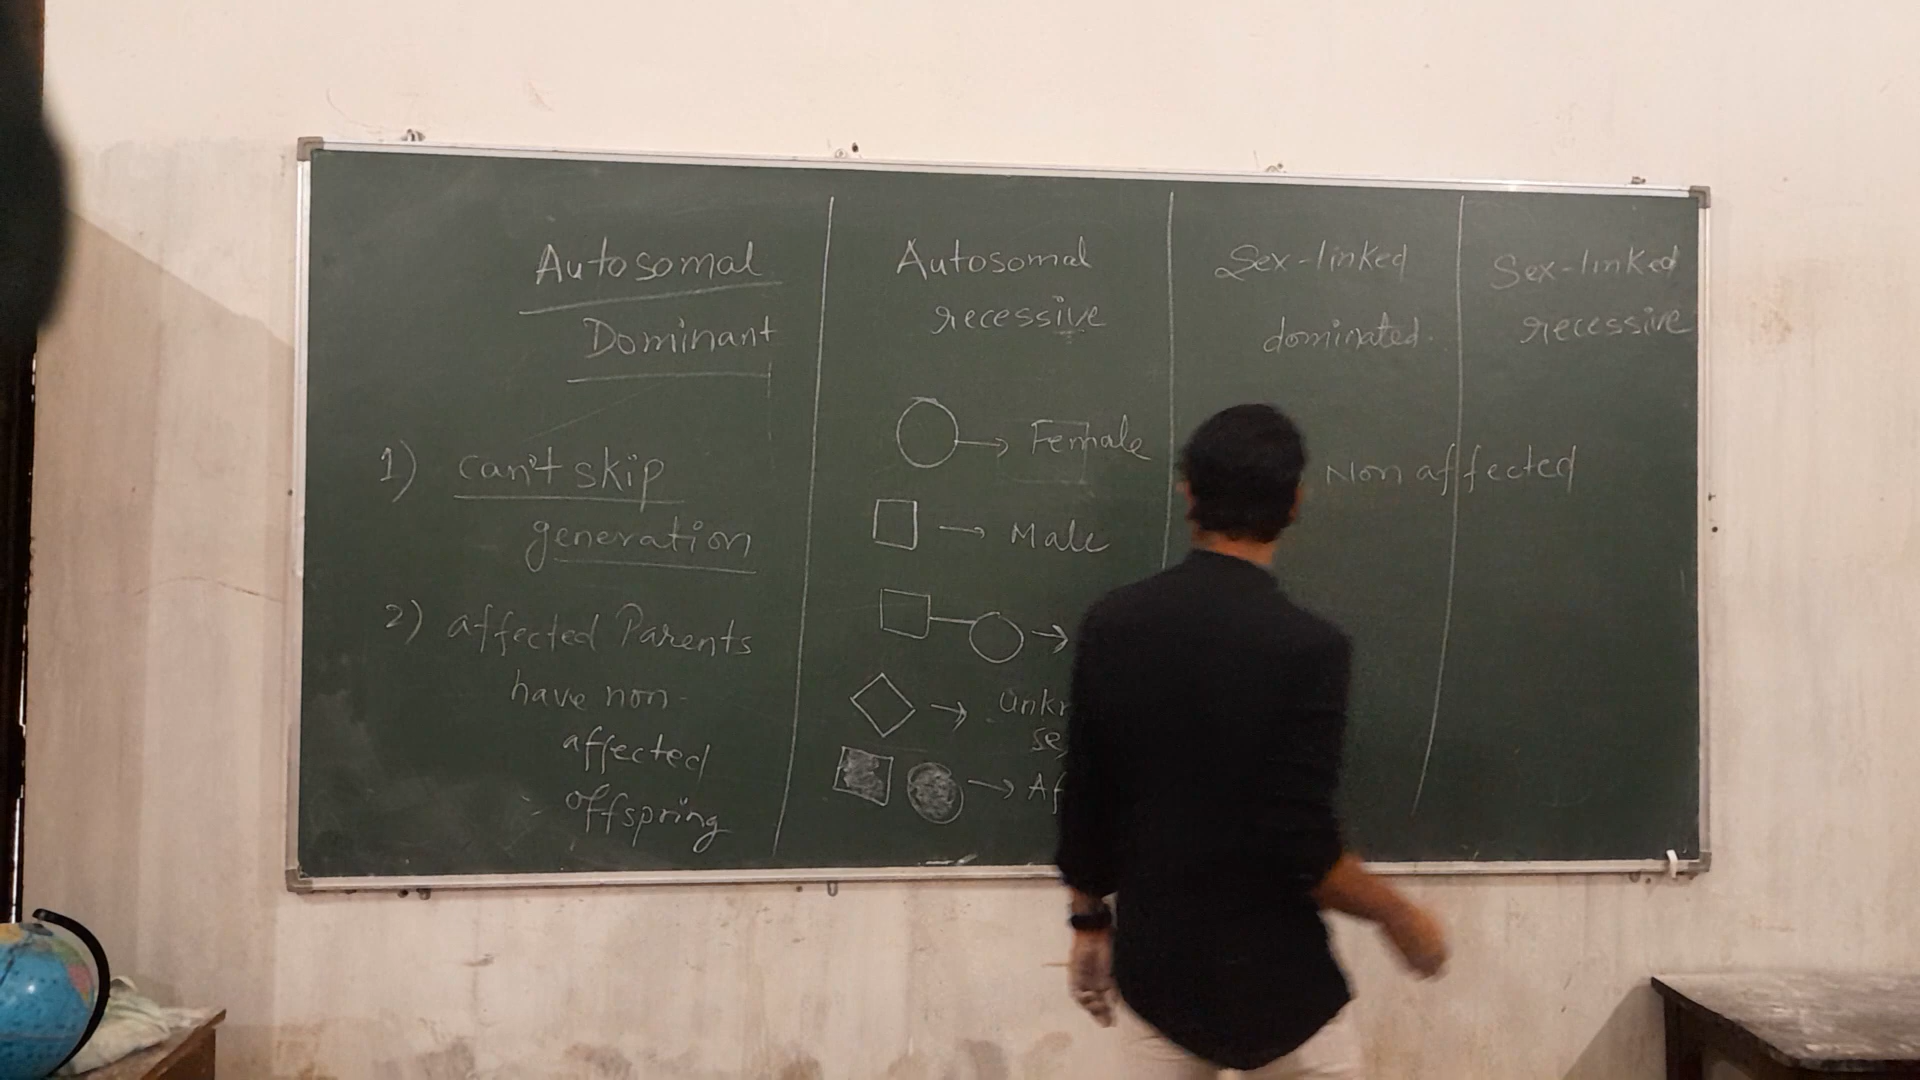 Autosomal
Dominant
1) can't skip
generation
2) affected Parents
have non-
affected
offspring
Autosomal
recessive
→ Female
→ Male
→
→
→
Sex-linked
dominated.
Sex-linked
recessive
Non affected